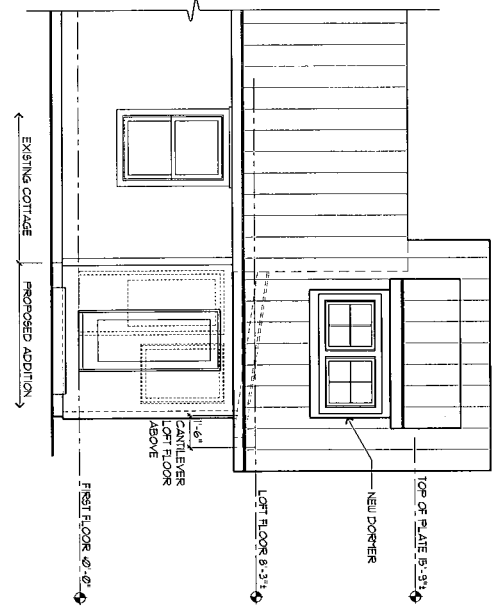 TOP OF PLATE 15'-9"±
NEW DORMER
LOFT FLOOR 8'-3"±
1'-6"
CANTILEVER
LOFT FLOOR
ABOVE
FIRST FLOOR +0'-0"
EXISTING COTTAGE
PROPOSED ADDITION